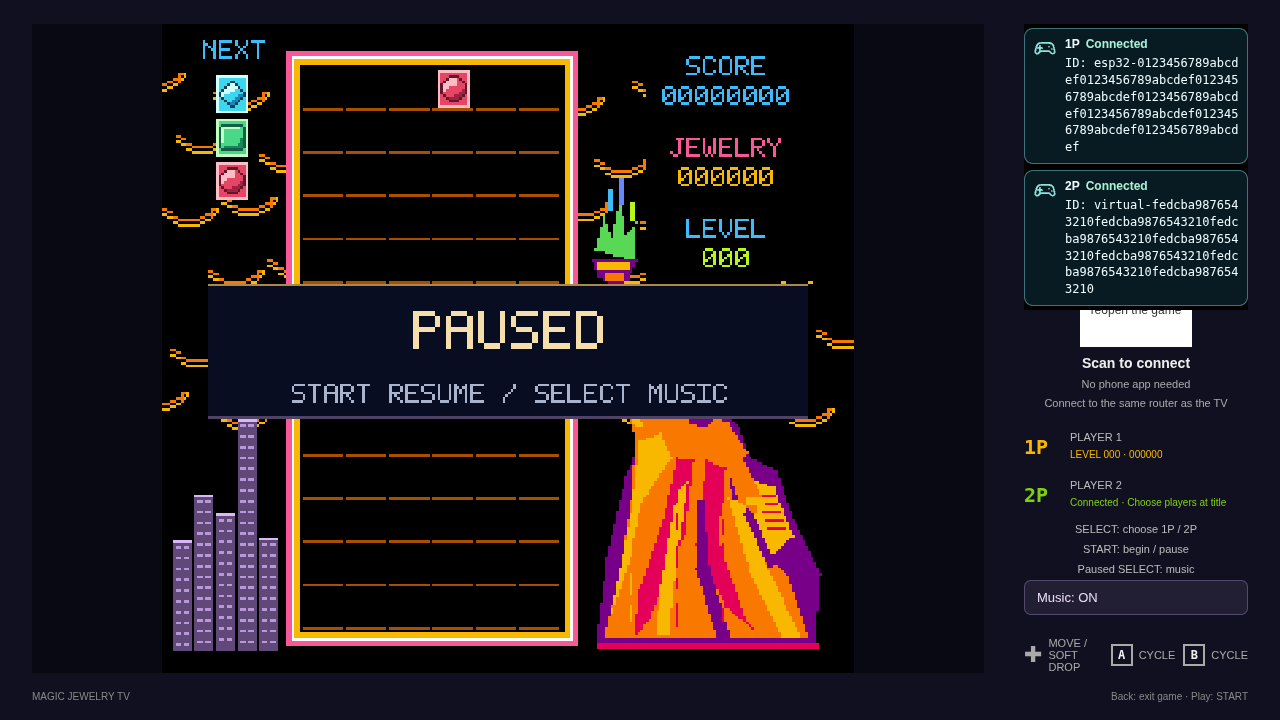 NEXT
SCORE
00000000
JEWELRY
000000
LEVEL
000
PAUSED
START RESUME / SELECT MUSIC
1P Connected
ID: esp32-0123456789abcd
ef0123456789abcdef012345
6789abcdef0123456789abcd
ef0123456789abcdef012345
6789abcdef0123456789abcd
ef
2P Connected
ID: virtual-fedcba987654
3210fedcba9876543210fedc
ba9876543210fedcba987654
3210fedcba9876543210fedc
ba9876543210fedcba987654
3210
reopen the game
Scan to connect
No phone app needed
Connect to the same router as the TV
1P
PLAYER 1
LEVEL 000 · 000000
2P
PLAYER 2
Connected · Choose players at title
SELECT: choose 1P / 2P
START: begin / pause
Paused SELECT: music
Music: ON
MOVE /
SOFT
DROP
A CYCLE B CYCLE
MAGIC JEWELRY TV
Back: exit game · Play: START